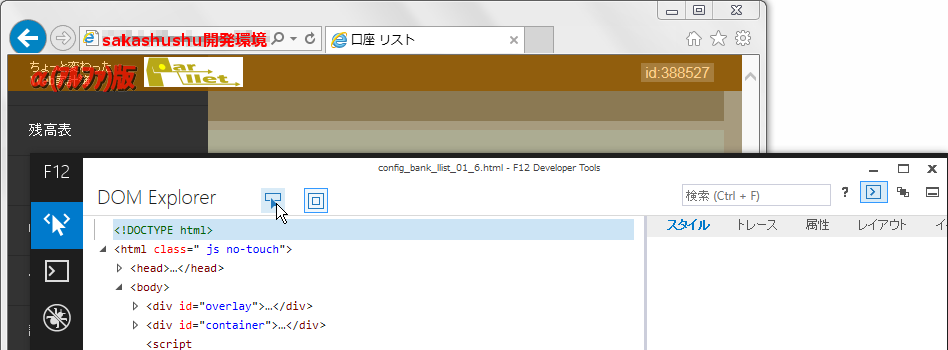 sakashushu開発環境
口座 リスト
ちょーと変わった
α(アルファ)版
arllet
id:388527
残高表
F12
config_bank_llist_01_6.html - F12 Developer Tools
DOM Explorer
検索 (Ctrl + F)
?
<!DOCTYPE html>
<html class=" js no-touch">
<head>…</head>
<body>
<div id="overlay">…</div>
<div id="container">…</div>
<script
スタイル
トレース
属性
レイアウト